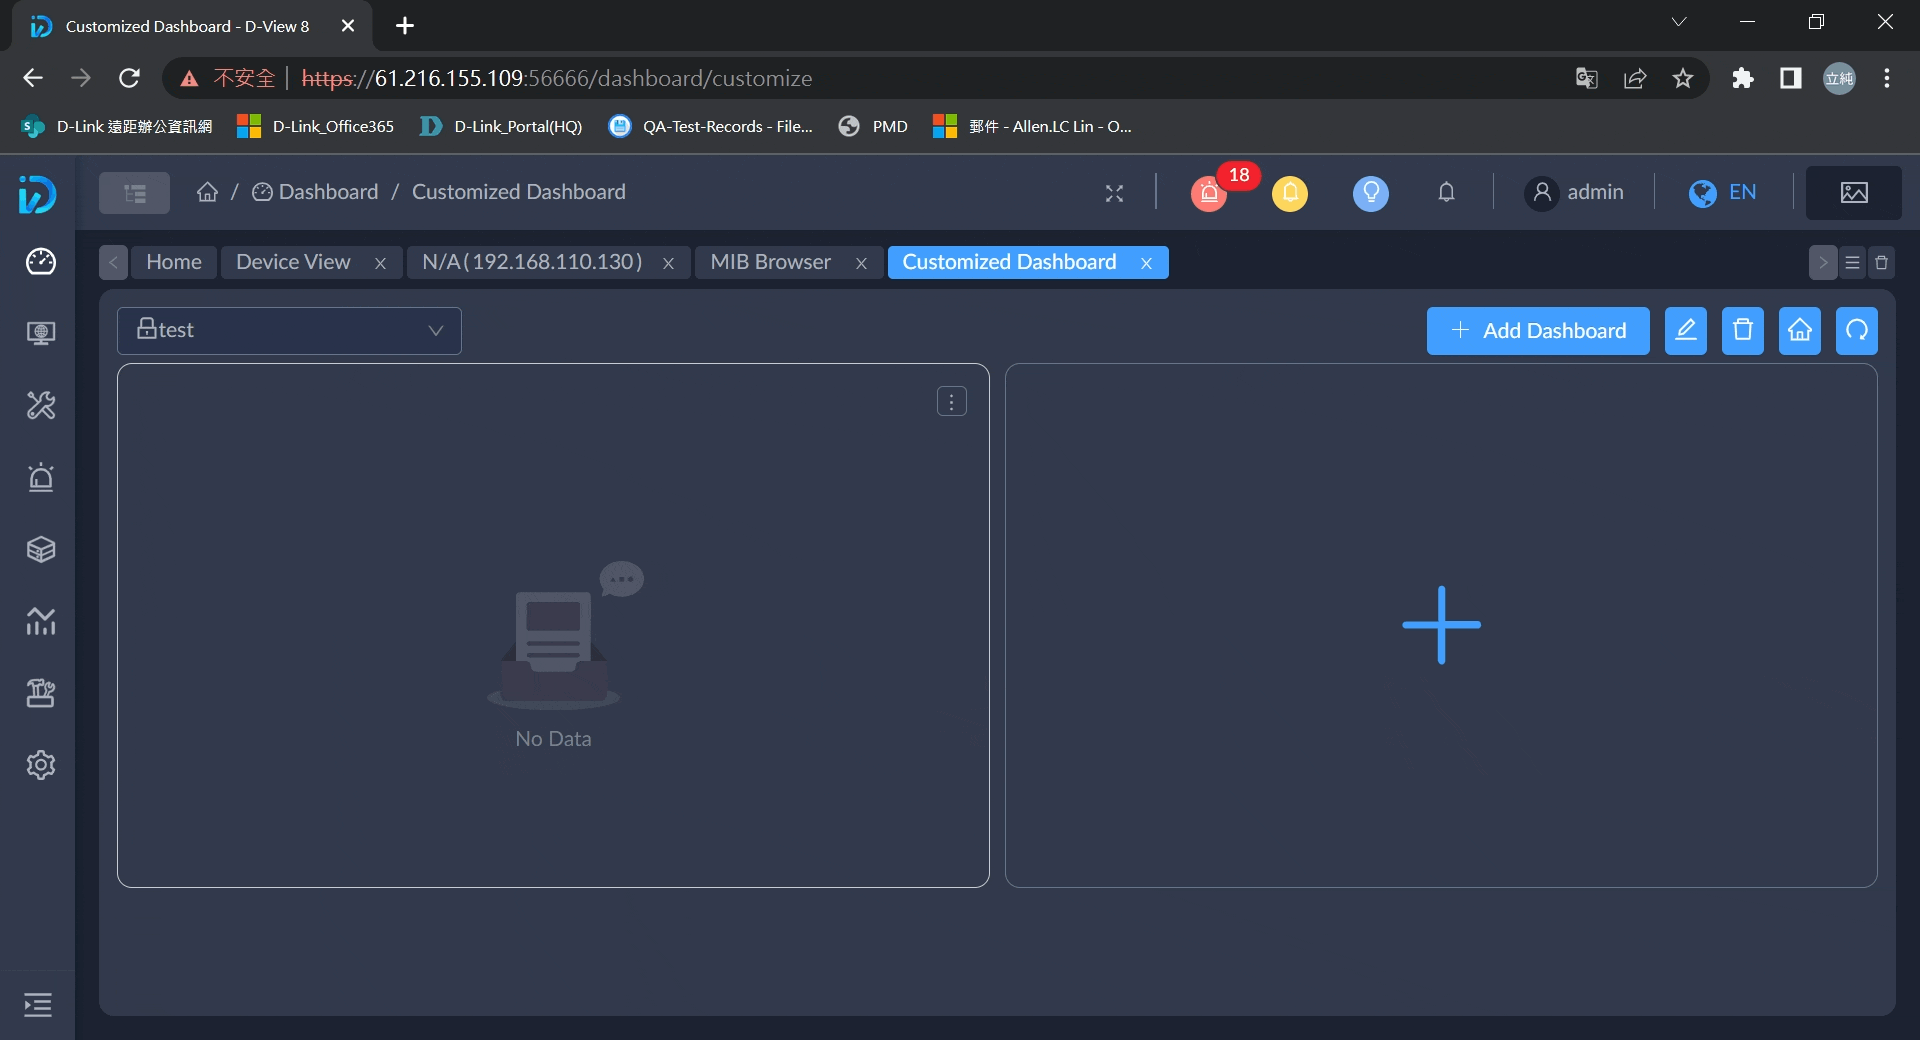 Customized Dashboard - D-View 8
不安全 | https://61.216.155.109:56666/dashboard/customize
立純
D-Link 遠距辦公資訊網
D-Link_Office365
D-Link_Portal(HQ)
QA-Test-Records - File...
PMD
郵件 - Allen.LC Lin - O...
/ Dashboard / Customized Dashboard
18
admin
EN
Home
Device View
N/A(192.168.110.130)
MIB Browser
Customized Dashboard
test
Add Dashboard
No Data